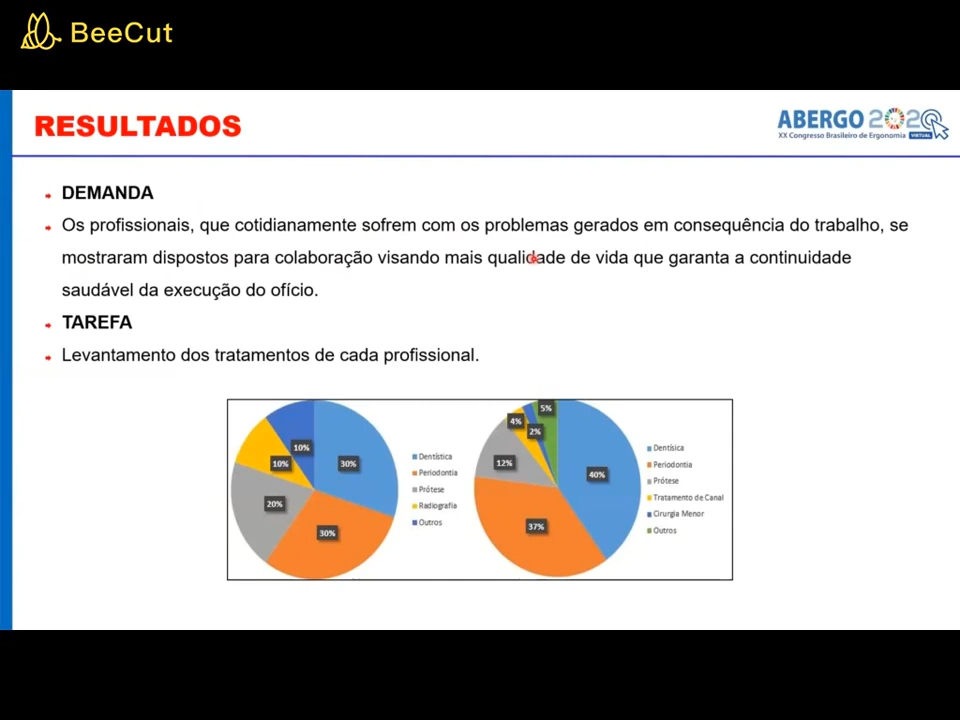 BeeCut
RESULTADOS
ABERGO 2020
XX Congresso Brasileiro de Ergonomia VIRTUAL
DEMANDA
Os profissionais, que cotidianamente sofrem com os problemas gerados em consequência do trabalho, se
mostraram dispostos para colaboração visando mais qualidade de vida que garanta a continuidade
saudável da execução do ofício.
TAREFA
Levantamento dos tratamentos de cada profissional.
10%
30%
10%
20%
30%
Dentística
Periodontia
Prótese
Radiografia
Outros
5%
4%
2%
12%
40%
37%
Dentísica
Periodontia
Prótese
Tratamento de Canal
Cirurgia Menor
Outros